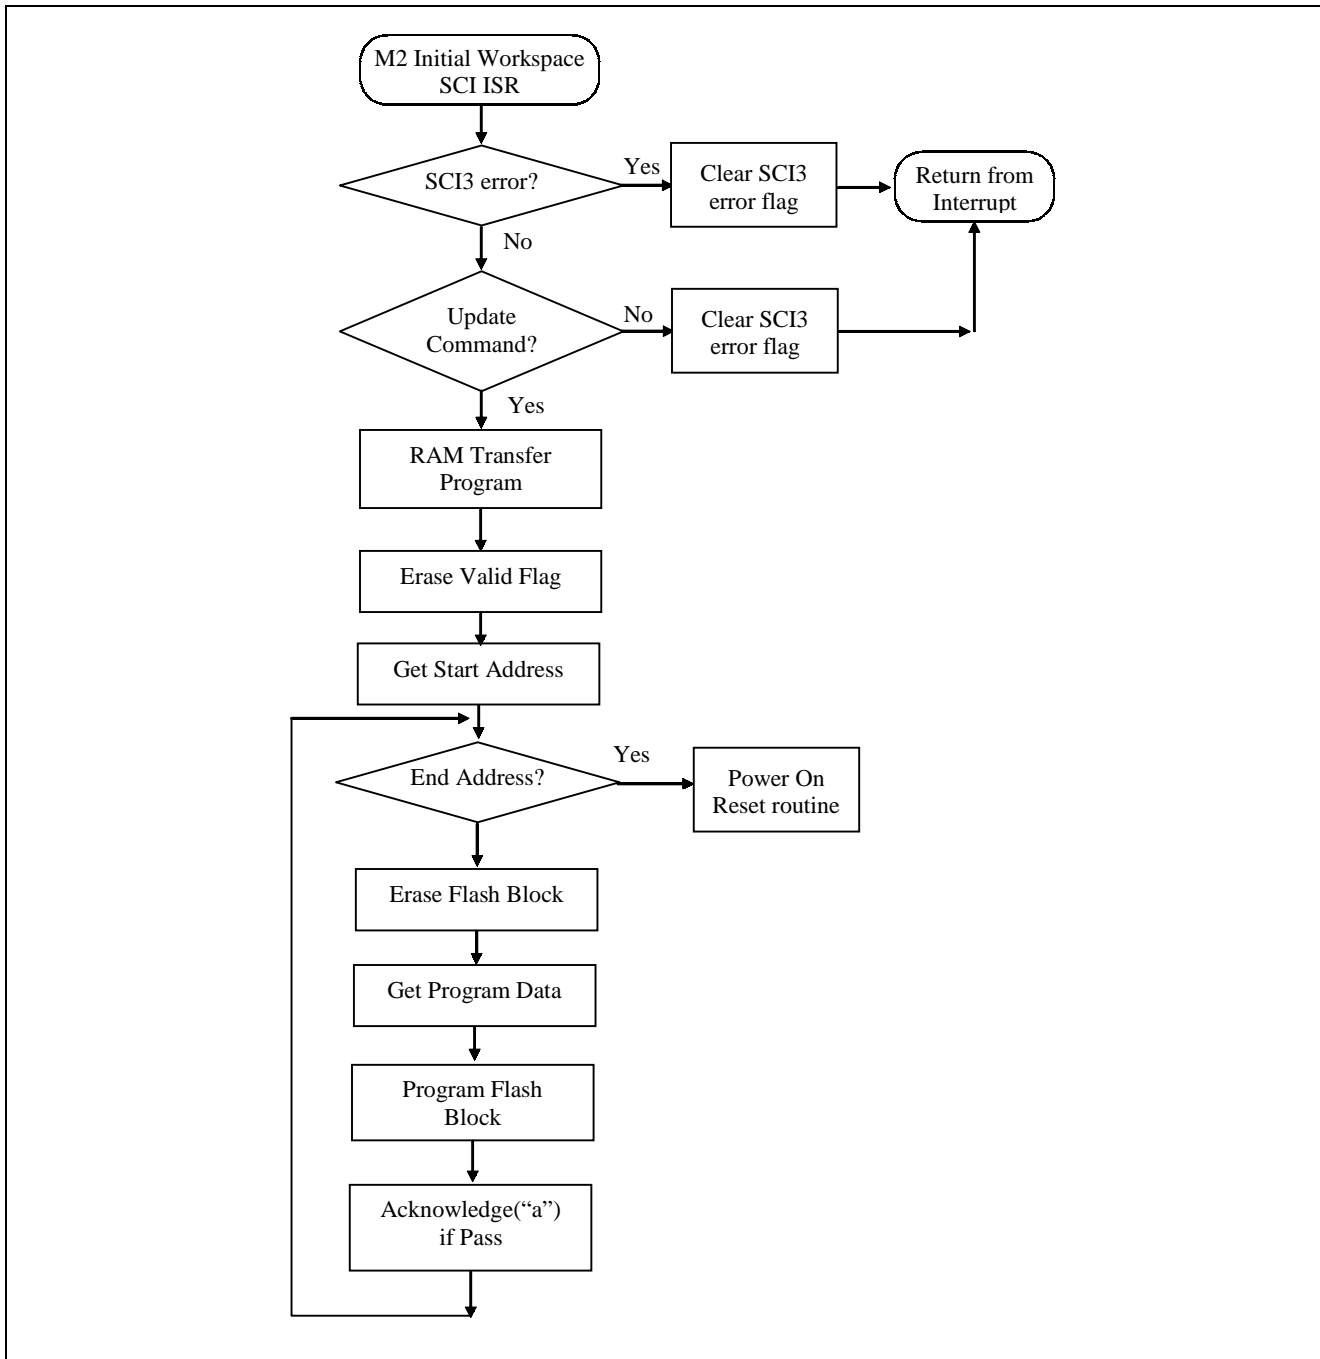 M2 Initial Workspace
SCI ISR
SCI3 error?
Yes
Clear SCI3
error flag
Return from
Interrupt
No
Update
Command?
No
Clear SCI3
error flag
Yes
RAM Transfer
Program
Erase Valid Flag
Get Start Address
End Address?
Yes
Power On
Reset routine
Erase Flash Block
Get Program Data
Program Flash
Block
Acknowledge(“a”)
if Pass